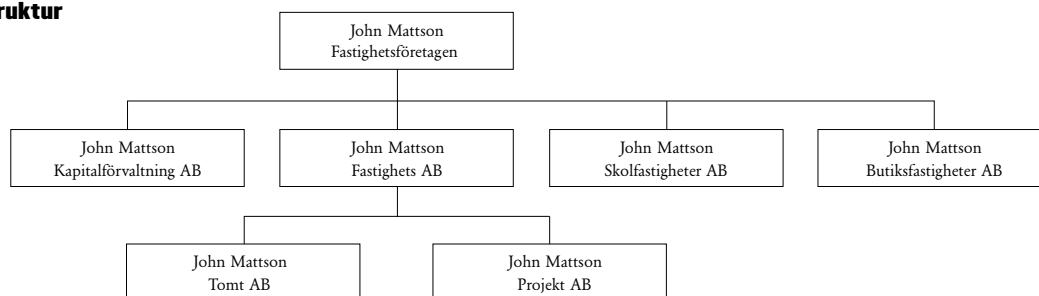 ruktur
John Mattson
Fastighetsföretagen
John Mattson
Kapitalförvaltning AB
John Mattson
Fastighets AB
John Mattson
Skolfastigheter AB
John Mattson
Butiksfastigheter AB
John Mattson
Tomt AB
John Mattson
Projekt AB